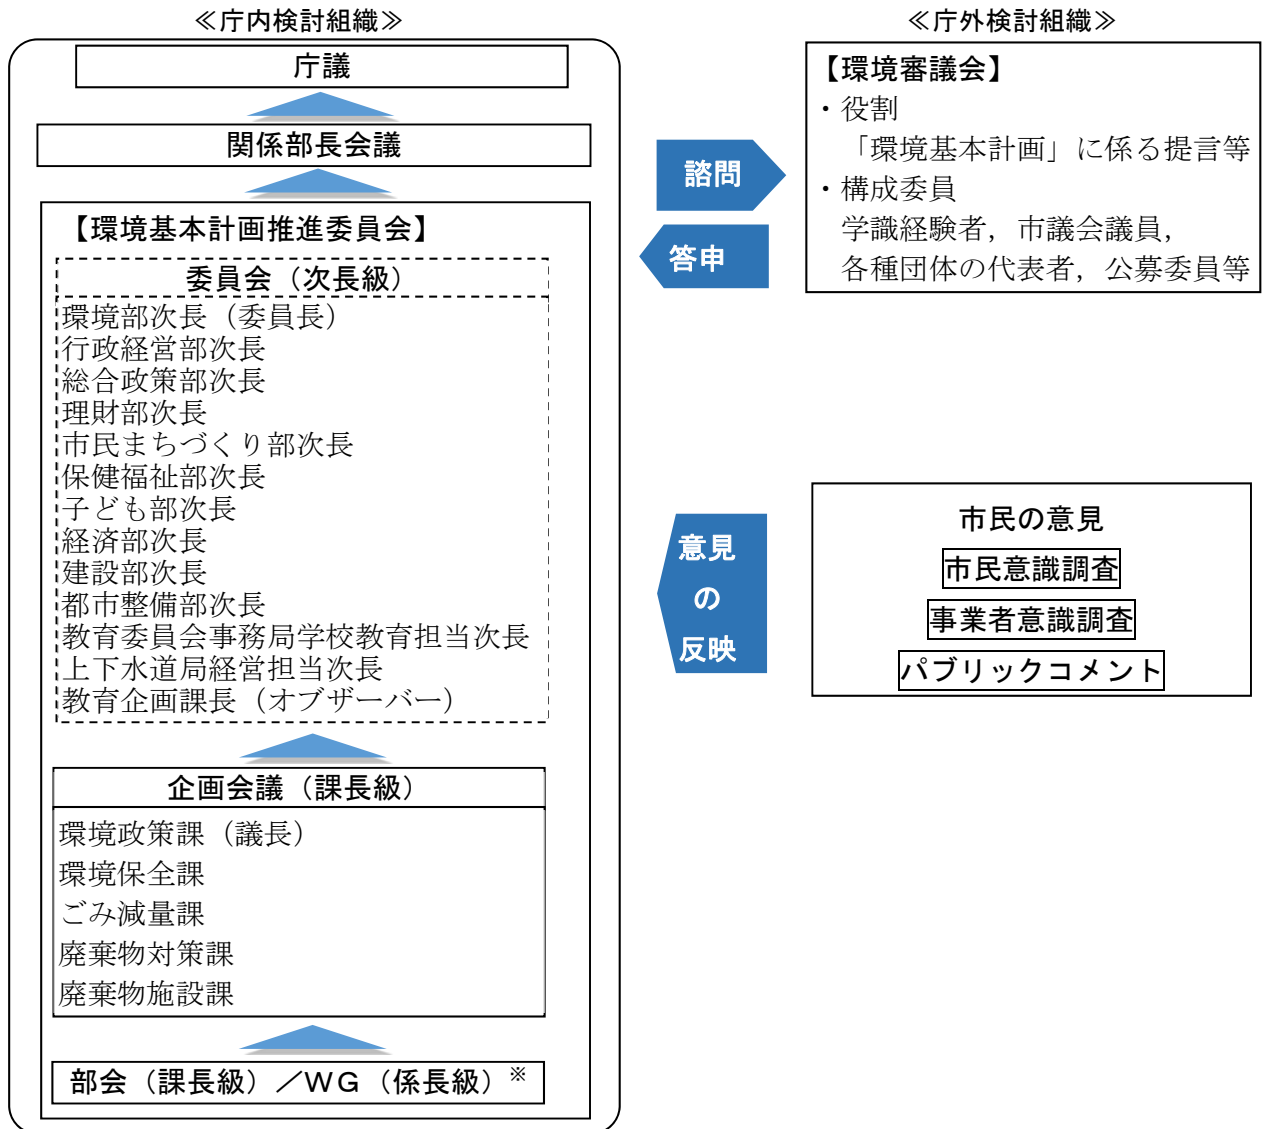 ≪庁内検討組織≫
庁議
関係部長会議
【環境基本計画推進委員会】
委員会（次長級）
環境部次長（委員長）
行政経営部次長
総合政策部次長
理財部次長
市民まちづくり部次長
保健福祉部次長
子ども部次長
経済部次長
建設部次長
都市整備部次長
教育委員会事務局学校教育担当次長
上下水道局経営担当次長
教育企画課長（オブザーバー）
企画会議（課長級）
環境政策課（議長）
環境保全課
ごみ減量課
廃棄物対策課
廃棄物施設課
部会（課長級）／ＷＧ（係長級）※
諮問
答申
意見
の
反映
≪庁外検討組織≫
【環境審議会】
・役割
「環境基本計画」に係る提言等
・構成委員
学識経験者，市議会議員，
各種団体の代表者，公募委員等
市民の意見
市民意識調査
事業者意識調査
パブリックコメント